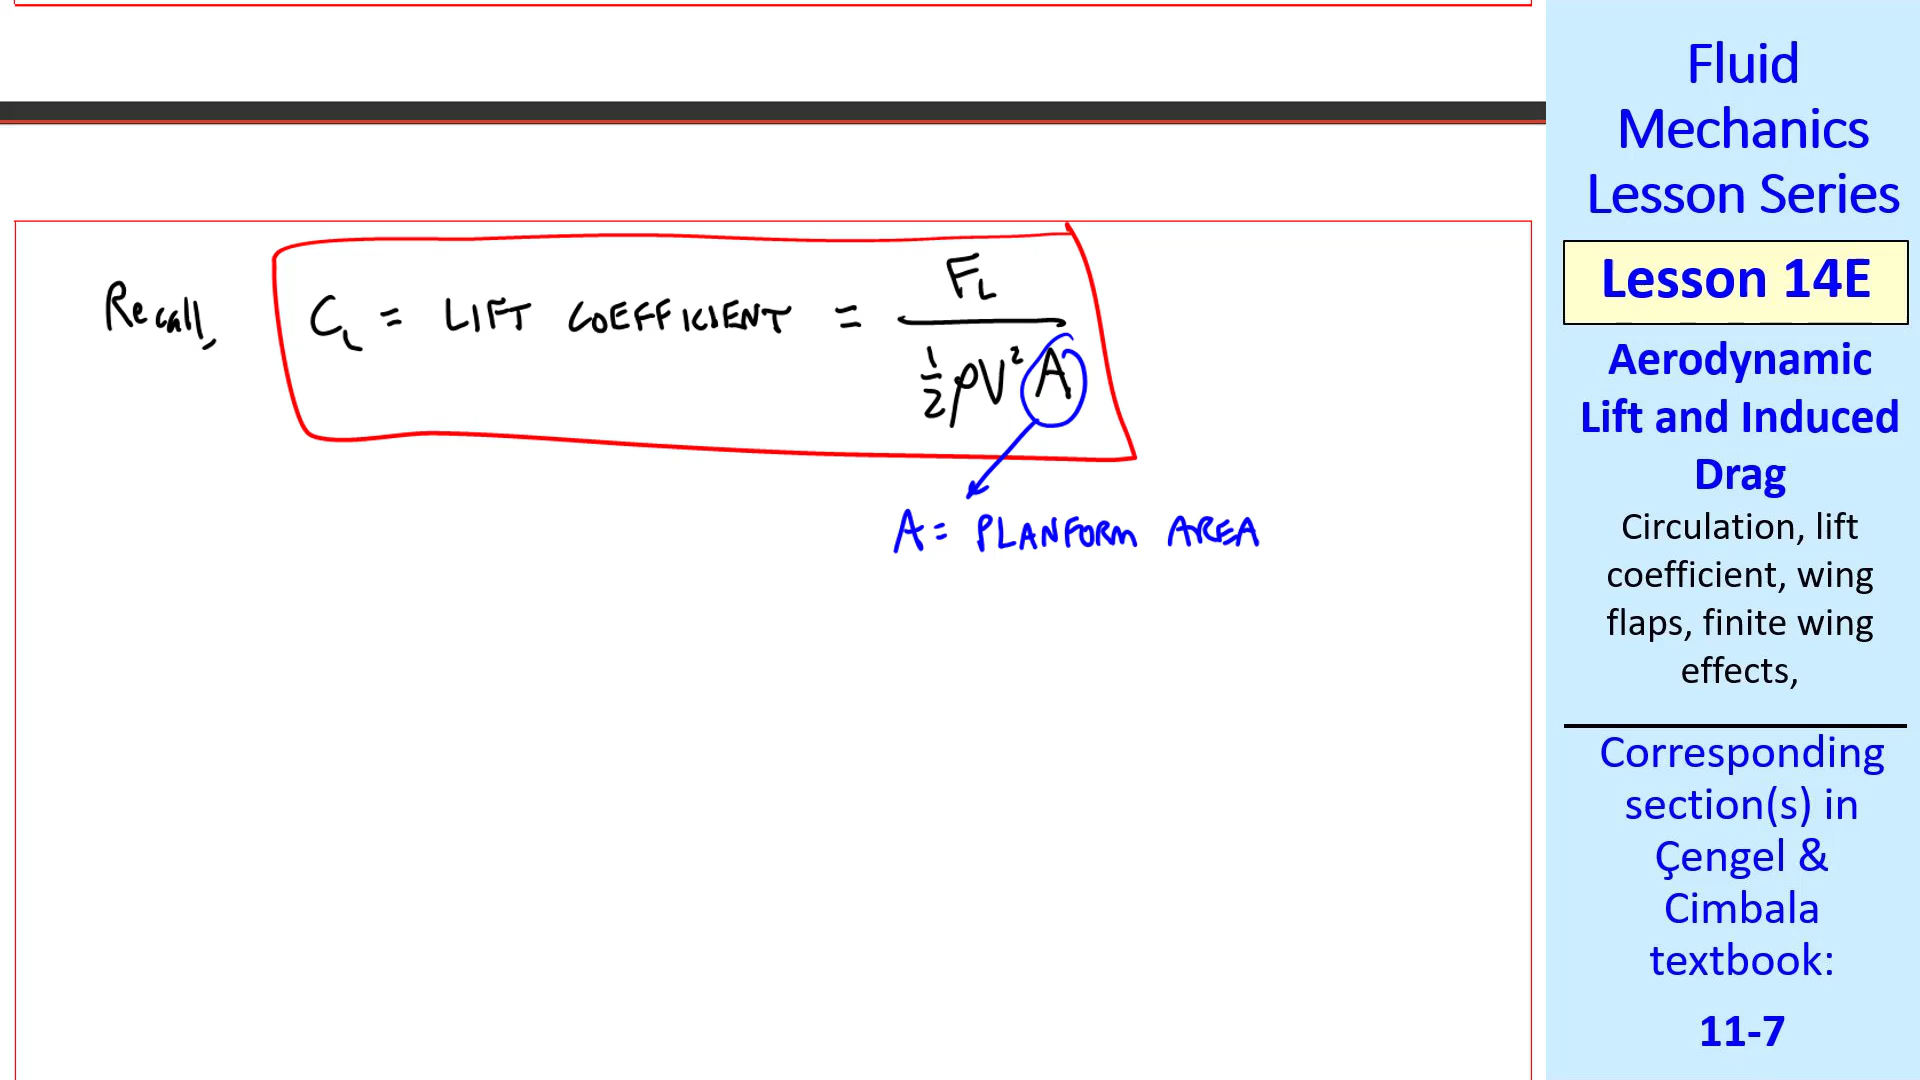 Recall, C_L = LIFT COEFFICIENT = F_L / (½ρV² A)
A = PLANFORM AREA
Fluid
Mechanics
Lesson Series
Lesson 14E
Aerodynamic
Lift and Induced
Drag
Circulation, lift
coefficient, wing
flaps, finite wing
effects,
Corresponding
section(s) in
Çengel &
Cimbala
textbook:
11-7